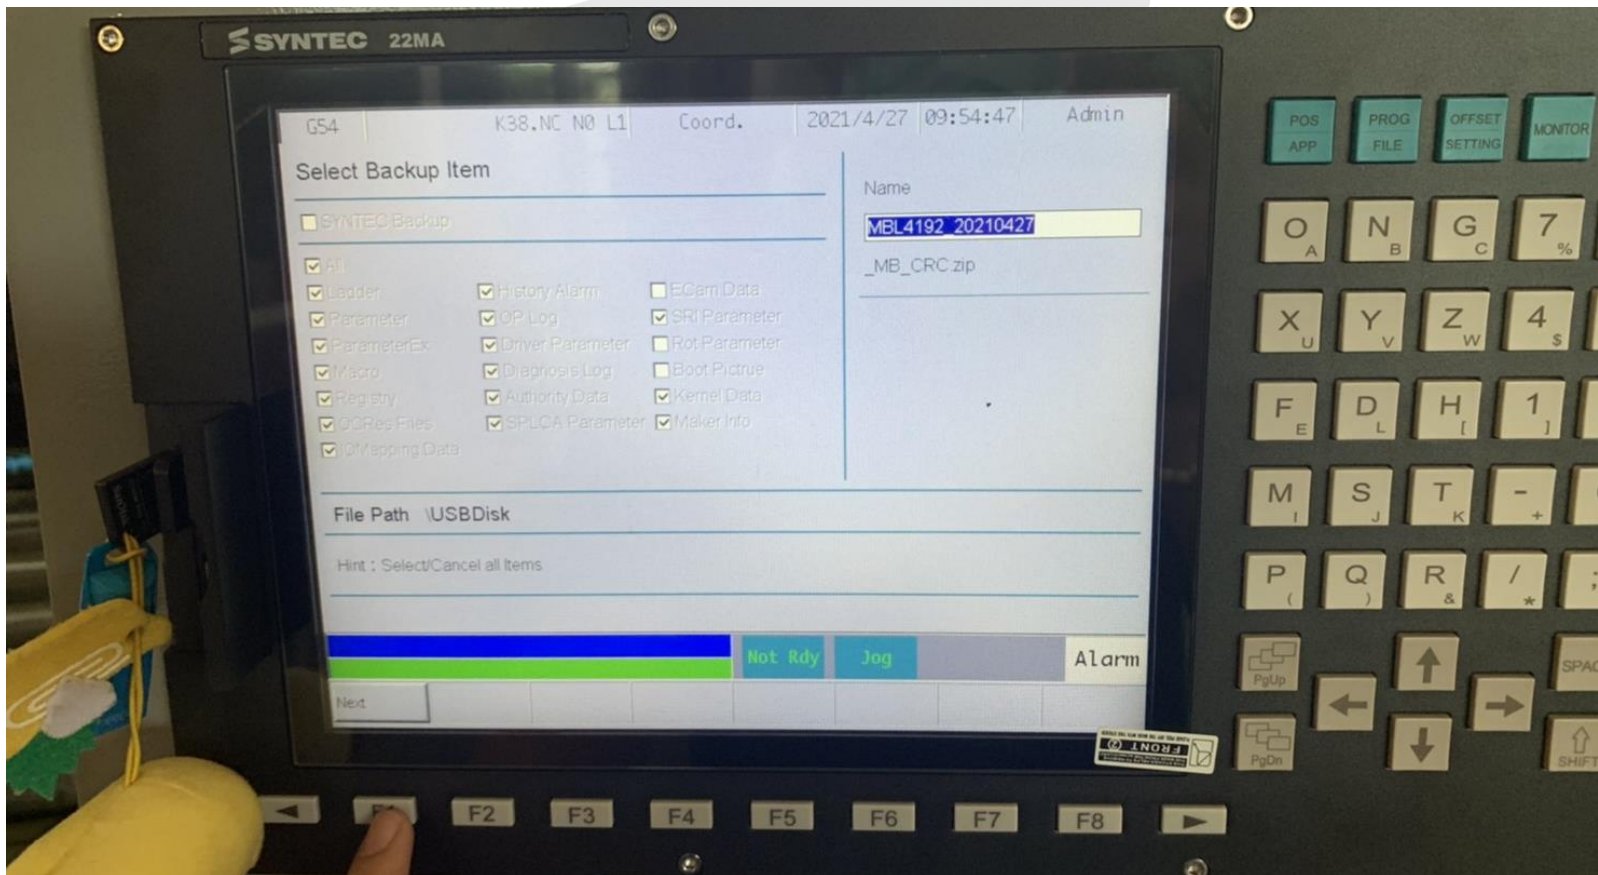 SYNTEC 22MA
G54 K38.NC N0 L1 Coord. 2021/4/27 09:54:47 Admin
Select Backup Item
SYNTEC Backup
All
Ladder History Alarm ECam Data
Parameter OP Log SRI Parameter
ParameterEx Driver Parameter Rot Parameter
Macro Diagnosis Log Boot Pictrue
Registry Authority Data Kernel Data
OCRes Files SPLCA Parameter Maker Info
IOMapping Data
Name
MBL4192_20210427
_MB_CRC.zip
File Path \USBDisk
Hint : Select/Cancel all Items
Not Rdy Jog Alarm
Next
FRONT
F2 F3 F4 F5 F6 F7 F8
POS APP PROG FILE OFFSET SETTING MONITOR
O A N B G C 7 %
X U Y V Z W 4 $
F E D L H [ 1 ]
M I S J T K - +
P ( Q ) R & / * ;
PgUp
PgDn SHIFT
SanDisk